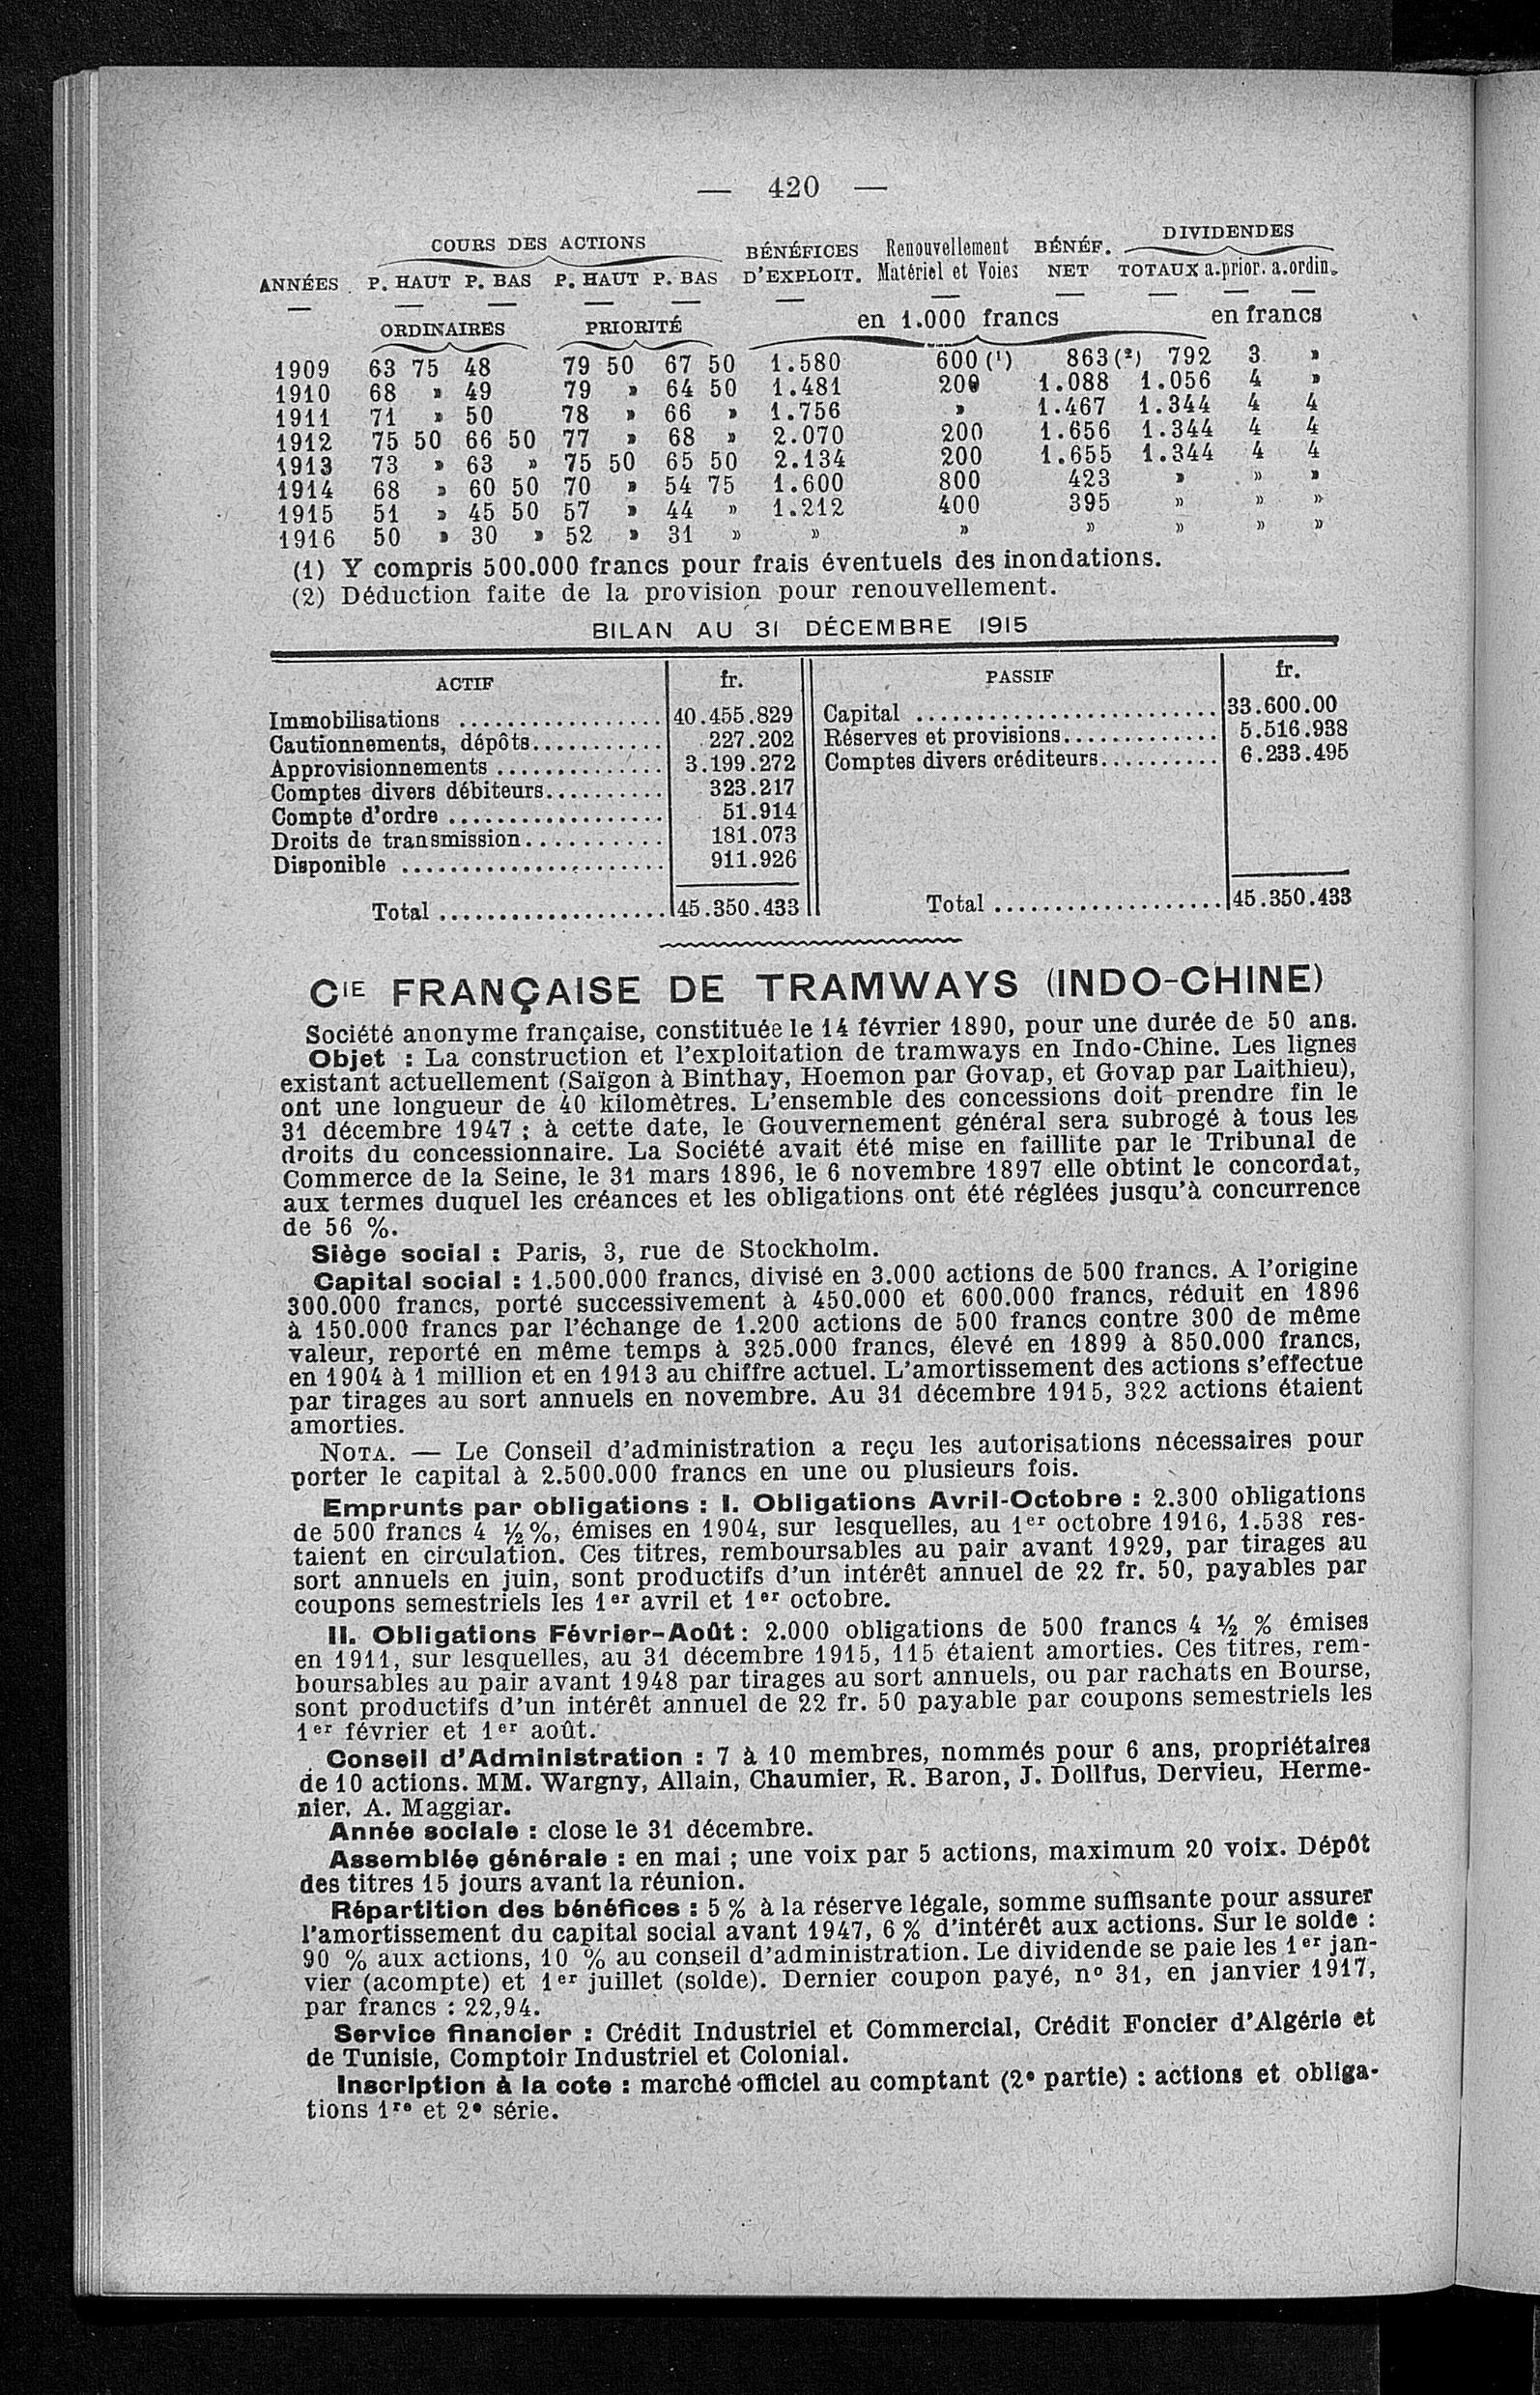 — 420 —
COURS DES ACTIONS BÉNÉFICES Renouvellement BÉNÉF. DIVIDENDES
ANNÉES P. HAUT P. BAS P. HAUT P. BAS D'EXPLOIT. Matériel et Voies NET TOTAUX a.prior. a.ordin.
ORDINAIRES PRIORITÉ en 1.000 francs en francs
1909 63 75 48 79 50 67 50 1.580 600 (1) 863 (2) 792 3 »
1910 68 » 49 79 » 64 50 1.481 200 1.088 1.056 4 »
1911 71 » 50 78 » 66 » 1.756 » 1.467 1.344 4 4
1912 75 50 66 50 77 » 68 » 2.070 200 1.656 1.344 4 4
1913 73 » 63 » 75 50 65 50 2.134 200 1.655 1.344 4 4
1914 68 » 60 50 70 » 54 75 1.600 800 423 » » »
1915 51 » 45 50 57 » 44 » 1.212 400 395 » » »
1916 50 » 30 » 52 » 31 » » » » » » »
(1) Y compris 500.000 francs pour frais éventuels des inondations.
(2) Déduction faite de la provision pour renouvellement.
BILAN AU 31 DÉCEMBRE 1915
ACTIF fr. PASSIF fr.
Immobilisations ................. 40.455.829 Capital ......................... 33.600.00
Cautionnements, dépôts........... 227.202 Réserves et provisions............. 5.516.938
Approvisionnements .............. 3.199.272 Comptes divers créditeurs.......... 6.233.495
Comptes divers débiteurs.......... 323.217
Compte d'ordre .................. 51.914
Droits de transmission............ 181.073
Disponible ...................... 911.926
Total ................... 45.350.433 Total ................... 45.350.433
CIE FRANÇAISE DE TRAMWAYS (INDO-CHINE)
Société anonyme française, constituée le 14 février 1890, pour une durée de 50 ans.
Objet : La construction et l'exploitation de tramways en Indo-Chine. Les lignes
existant actuellement (Saïgon à Binthay, Hoemon par Govap, et Govap par Laithieu),
ont une longueur de 40 kilomètres. L'ensemble des concessions doit prendre fin le
31 décembre 1947 ; à cette date, le Gouvernement général sera subrogé à tous les
droits du concessionnaire. La Société avait été mise en faillite par le Tribunal de
Commerce de la Seine, le 31 mars 1896, le 6 novembre 1897 elle obtint le concordat,
aux termes duquel les créances et les obligations ont été réglées jusqu'à concurrence
de 56 %.
Siège social : Paris, 3, rue de Stockholm.
Capital social : 1.500.000 francs, divisé en 3.000 actions de 500 francs. A l'origine
300.000 francs, porté successivement à 450.000 et 600.000 francs, réduit en 1896
à 150.000 francs par l'échange de 1.200 actions de 500 francs contre 300 de même
valeur, reporté en même temps à 325.000 francs, élevé en 1899 à 850.000 francs,
en 1904 à 1 million et en 1913 au chiffre actuel. L'amortissement des actions s'effectue
par tirages au sort annuels en novembre. Au 31 décembre 1915, 322 actions étaient
amorties.
NOTA. — Le Conseil d'administration a reçu les autorisations nécessaires pour
porter le capital à 2.500.000 francs en une ou plusieurs fois.
Emprunts par obligations : I. Obligations Avril-Octobre : 2.300 obligations
de 500 francs 4 ½ %, émises en 1904, sur lesquelles, au 1er octobre 1916, 1.538 res-
taient en circulation. Ces titres, remboursables au pair avant 1929, par tirages au
sort annuels en juin, sont productifs d'un intérêt annuel de 22 fr. 50, payables par
coupons semestriels les 1er avril et 1er octobre.
II. Obligations Février-Août : 2.000 obligations de 500 francs 4 ½ % émises
en 1911, sur lesquelles, au 31 décembre 1915, 115 étaient amorties. Ces titres, rem-
boursables au pair avant 1948 par tirages au sort annuels, ou par rachats en Bourse,
sont productifs d'un intérêt annuel de 22 fr. 50 payable par coupons semestriels les
1er février et 1er août.
Conseil d'Administration : 7 à 10 membres, nommés pour 6 ans, propriétaires
de 10 actions. MM. Wargny, Allain, Chaumier, R. Baron, J. Dollfus, Dervieu, Herme-
nier, A. Maggiar.
Année sociale : close le 31 décembre.
Assemblée générale : en mai ; une voix par 5 actions, maximum 20 voix. Dépôt
des titres 15 jours avant la réunion.
Répartition des bénéfices : 5 % à la réserve légale, somme suffisante pour assurer
l'amortissement du capital social avant 1947, 6 % d'intérêt aux actions. Sur le solde :
90 % aux actions, 10 % au conseil d'administration. Le dividende se paie les 1er jan-
vier (acompte) et 1er juillet (solde). Dernier coupon payé, n° 31, en janvier 1917,
par francs : 22,94.
Service financier : Crédit Industriel et Commercial, Crédit Foncier d'Algérie et
de Tunisie, Comptoir Industriel et Colonial.
Inscription à la cote : marché officiel au comptant (2e partie) : actions et obliga-
tions 1re et 2e série.